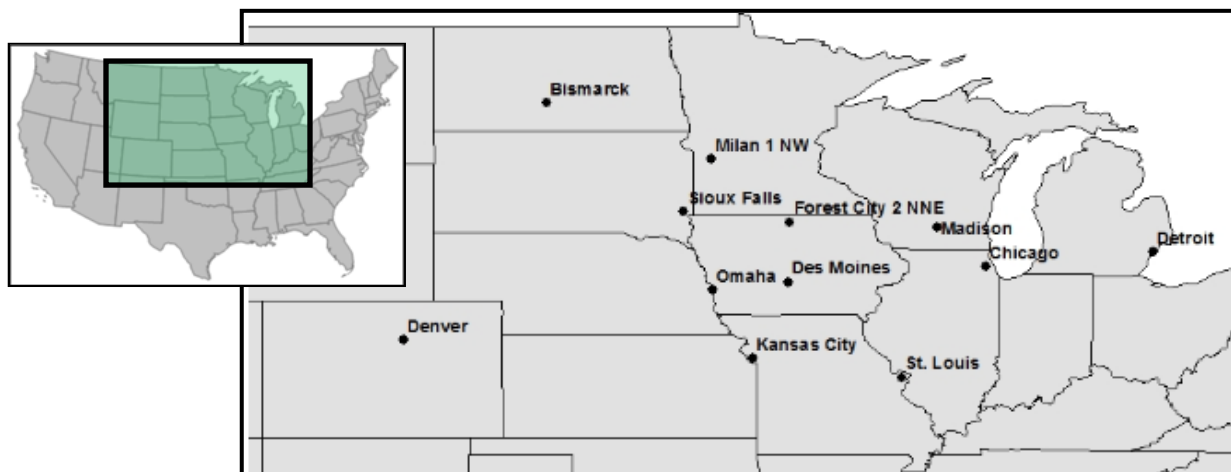 Bismarck
Milan 1 NW
Sioux Falls
Forest City 2 NNE
Madison
Detroit
Chicago
Des Moines
Omaha
Denver
Kansas City
St. Louis